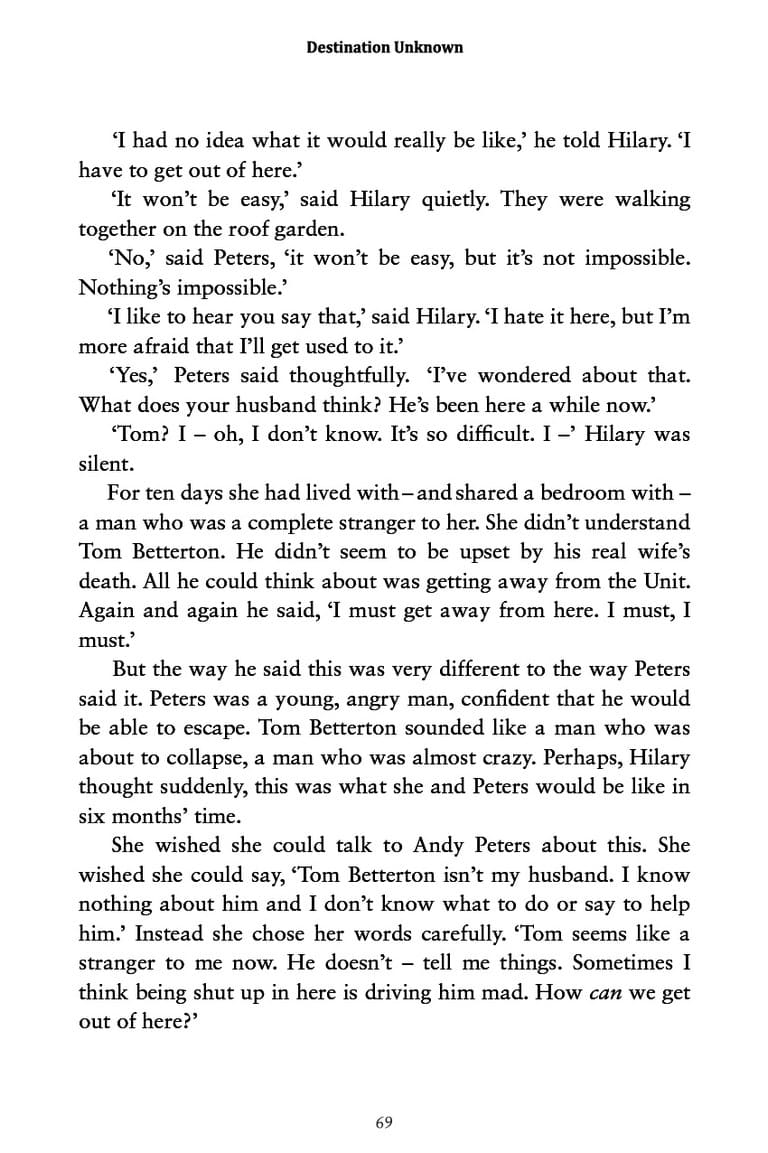 Destination Unknown
‘I had no idea what it would really be like,’ he told Hilary. ‘I
have to get out of here.’
‘It won’t be easy,’ said Hilary quietly. They were walking
together on the roof garden.
‘No,’ said Peters, ‘it won’t be easy, but it’s not impossible.
Nothing’s impossible.’
‘I like to hear you say that,’ said Hilary. ‘I hate it here, but I’m
more afraid that I’ll get used to it.’
‘Yes,’ Peters said thoughtfully. ‘I’ve wondered about that.
What does your husband think? He’s been here a while now.’
‘Tom? I – oh, I don’t know. It’s so difficult. I –’ Hilary was
silent.
For ten days she had lived with – and shared a bedroom with –
a man who was a complete stranger to her. She didn’t understand
Tom Betterton. He didn’t seem to be upset by his real wife’s
death. All he could think about was getting away from the Unit.
Again and again he said, ‘I must get away from here. I must, I
must.’
But the way he said this was very different to the way Peters
said it. Peters was a young, angry man, confident that he would
be able to escape. Tom Betterton sounded like a man who was
about to collapse, a man who was almost crazy. Perhaps, Hilary
thought suddenly, this was what she and Peters would be like in
six months’ time.
She wished she could talk to Andy Peters about this. She
wished she could say, ‘Tom Betterton isn’t my husband. I know
nothing about him and I don’t know what to do or say to help
him.’ Instead she chose her words carefully. ‘Tom seems like a
stranger to me now. He doesn’t – tell me things. Sometimes I
think being shut up in here is driving him mad. How can we get
out of here?’
69